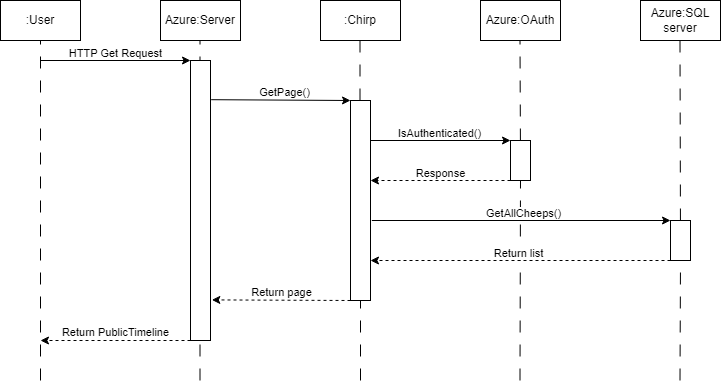 :User
Azure:Server
:Chirp
Azure:OAuth
Azure:SQL
server
HTTP Get Request
GetPage()
IsAuthenticated()
Response
GetAllCheeps()
Return list
Return page
Return PublicTimeline